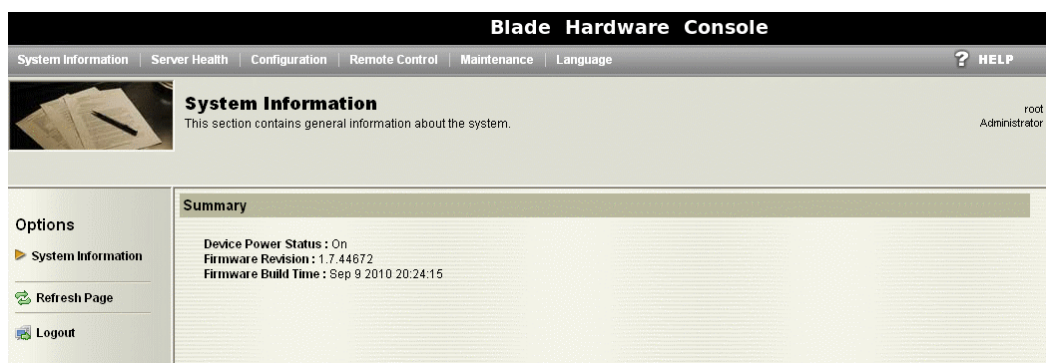 Blade Hardware Console
System Information | Server Health | Configuration | Remote Control | Maintenance | Language
? HELP
System Information
This section contains general information about the system.
root
Administrator
Options
System Information
Refresh Page
Logout
Summary
Device Power Status : On
Firmware Revision : 1.7.44672
Firmware Build Time : Sep 9 2010 20:24:15